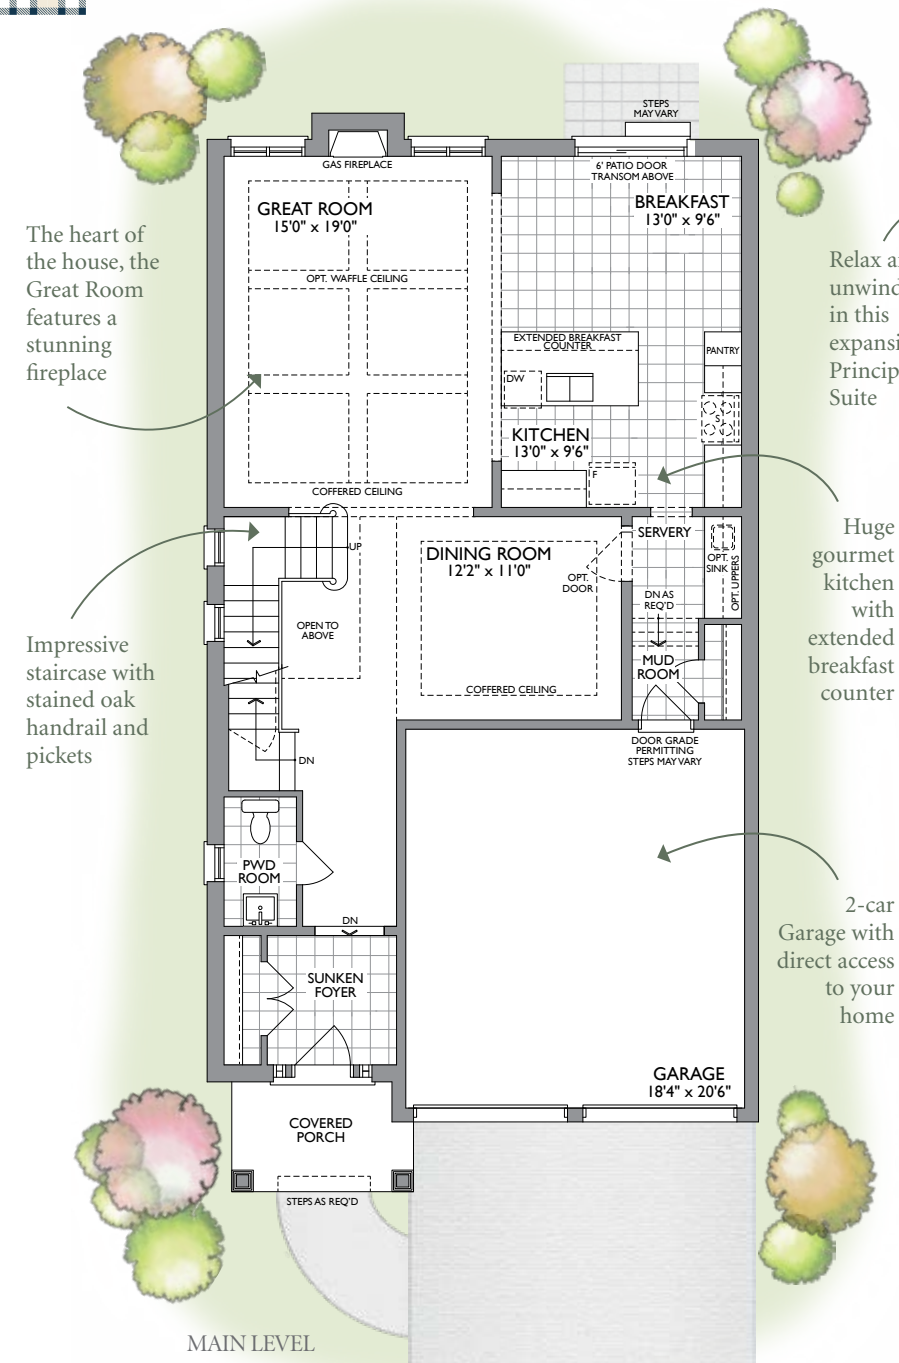 STEPS
MAY VARY
GAS FIREPLACE
6' PATIO DOOR
TRANSOM ABOVE
GREAT ROOM
15'0" x 19'0"
BREAKFAST
13'0" x 9'6"
The heart of
the house, the
Great Room
features a
stunning
fireplace
OPT. WAFFLE CEILING
Relax
unwind
in this
Suite
EXTENDED BREAKFAST
COUNTER
PANTRY
DW
S
KITCHEN
13'0" x 9'6"
F
COFFERED CEILING
UP
DINING ROOM
12'2" x 11'0"
OPT.
DOOR
SERVERY
OPT.
SINK
OPT. UPPERS
DN AS
REQ'D
Huge
gourmet
kitchen
with
extended
breakfast
counter
OPEN TO
ABOVE
Impressive
staircase with
stained oak
handrail and
pickets
MUD
ROOM
COFFERED CEILING
DOOR GRADE
PERMITTING
STEPS MAY VARY
DN
PWD
ROOM
DN
2-car
Garage with
direct access
to your
home
SUNKEN
FOYER
GARAGE
18'4" x 20'6"
COVERED
PORCH
STEPS AS REQ'D
MAIN LEVEL